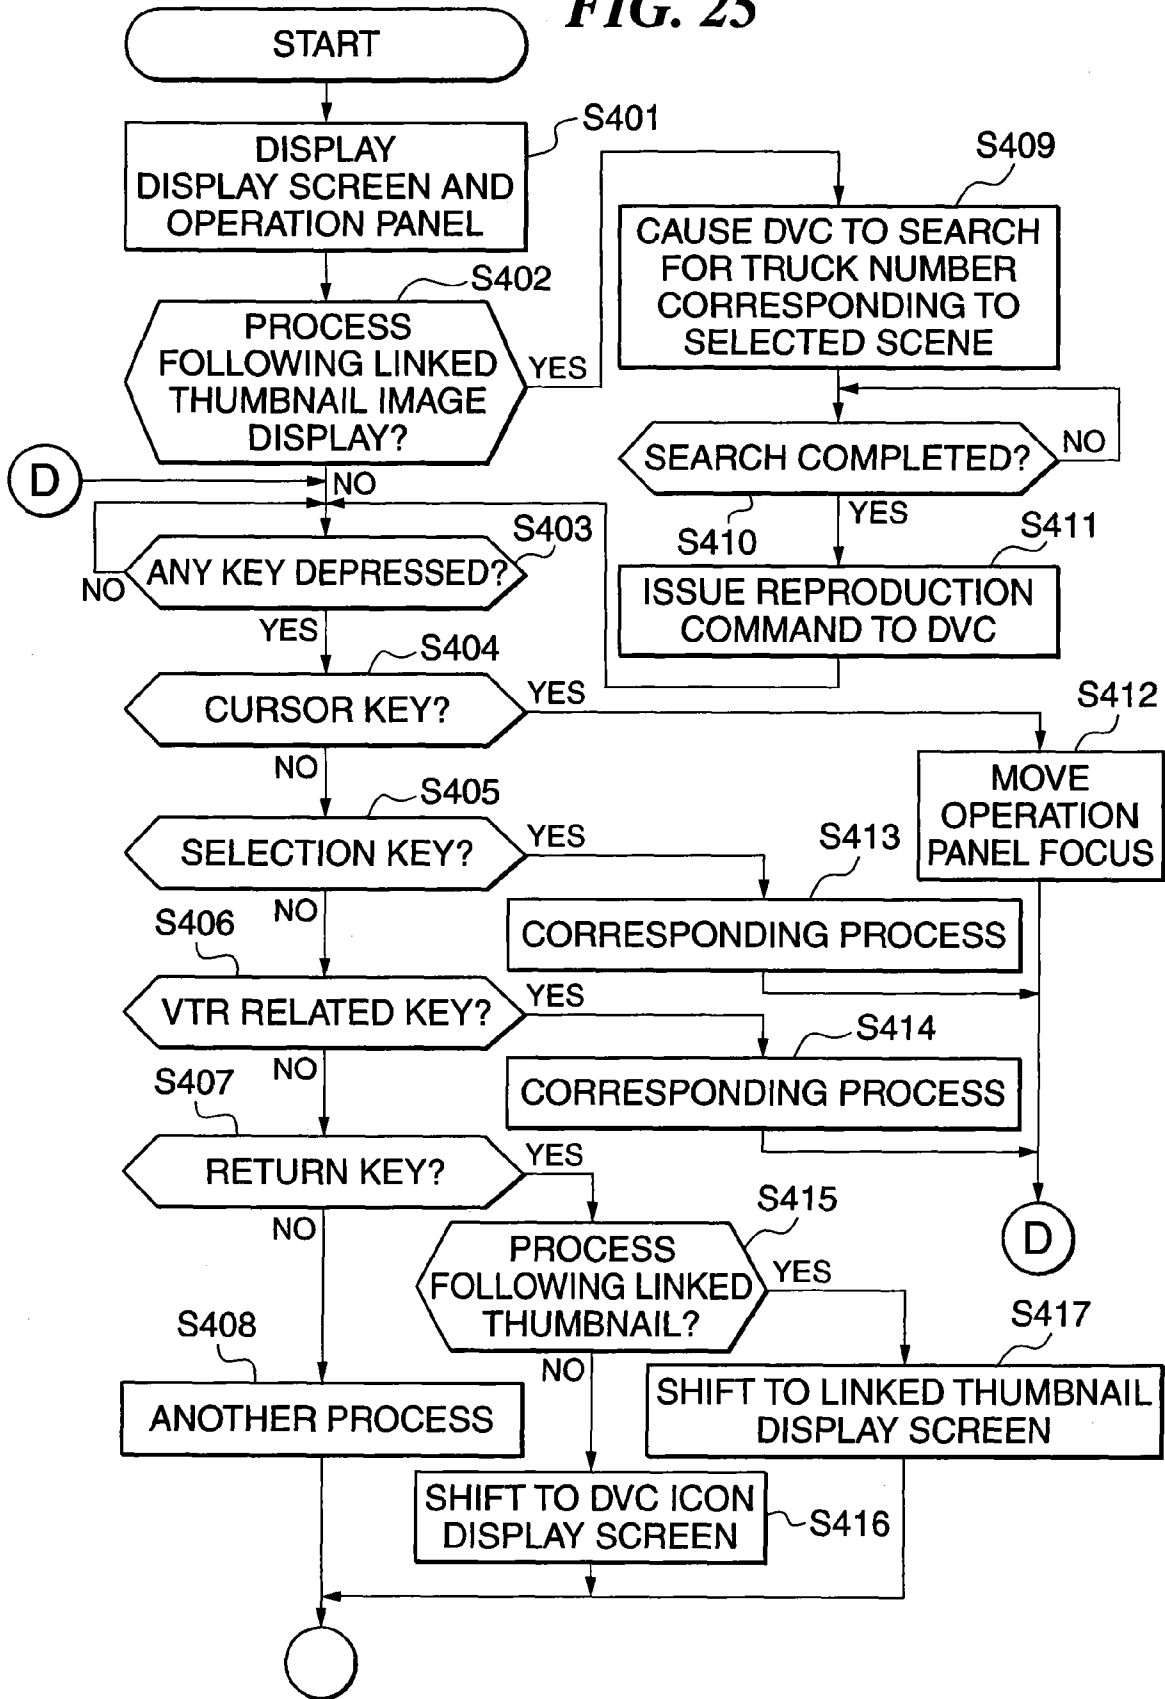 FIG. 25
START
S401
DISPLAY
DISPLAY SCREEN AND
OPERATION PANEL
S402
PROCESS
FOLLOWING LINKED
THUMBNAIL IMAGE
DISPLAY?
YES
S409
CAUSE DVC TO SEARCH
FOR TRUCK NUMBER
CORRESPONDING TO
SELECTED SCENE
SEARCH COMPLETED?
NO
S410
YES
S411
ISSUE REPRODUCTION
COMMAND TO DVC
D
NO
S403
ANY KEY DEPRESSED?
NO
YES
S404
CURSOR KEY?
YES
S412
MOVE
OPERATION
PANEL FOCUS
NO
S405
SELECTION KEY?
YES
S413
CORRESPONDING PROCESS
NO
S406
VTR RELATED KEY?
YES
S414
CORRESPONDING PROCESS
NO
S407
RETURN KEY?
YES
D
NO
S415
PROCESS
FOLLOWING LINKED
THUMBNAIL?
YES
S417
SHIFT TO LINKED THUMBNAIL
DISPLAY SCREEN
NO
S408
ANOTHER PROCESS
SHIFT TO DVC ICON
DISPLAY SCREEN
S416